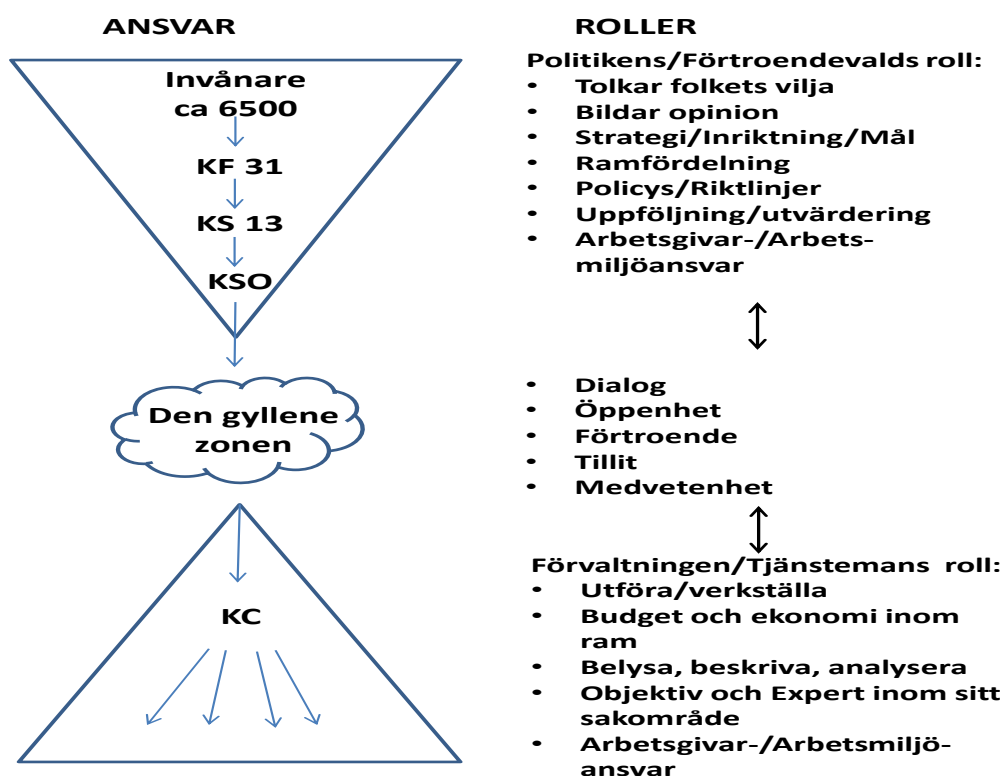 ANSVAR
Invånare
ca 6500
KF 31
KS 13
KSO
Den gyllene
zonen
KC
ROLLER
Politikens/Förtroendevalds roll:
• Tolkar folkets vilja
• Bildar opinion
• Strategi/Inriktning/Mål
• Ramfördelning
• Policys/Riktlinjer
• Uppföljning/utvärdering
• Arbetsgivar-/Arbets-
miljöansvar
• Dialog
• Öppenhet
• Förtroende
• Tillit
• Medvetenhet
Förvaltningen/Tjänstemans roll:
• Utföra/verkställa
• Budget och ekonomi inom
ram
• Belysa, beskriva, analysera
• Objektiv och Expert inom sitt
sakområde
• Arbetsgivar-/Arbetsmiljö-
ansvar